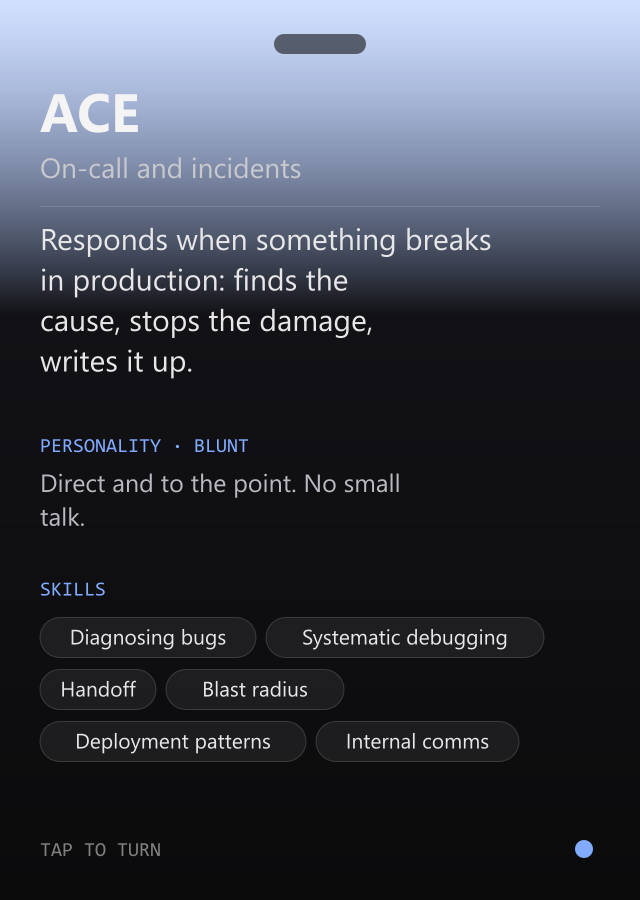 ACE
On-call and incidents
Responds when something breaks
in production: finds the
cause, stops the damage,
writes it up.
PERSONALITY · BLUNT
Direct and to the point. No small
talk.
SKILLS
Diagnosing bugs
Systematic debugging
Handoff
Blast radius
Deployment patterns
Internal comms
TAP TO TURN